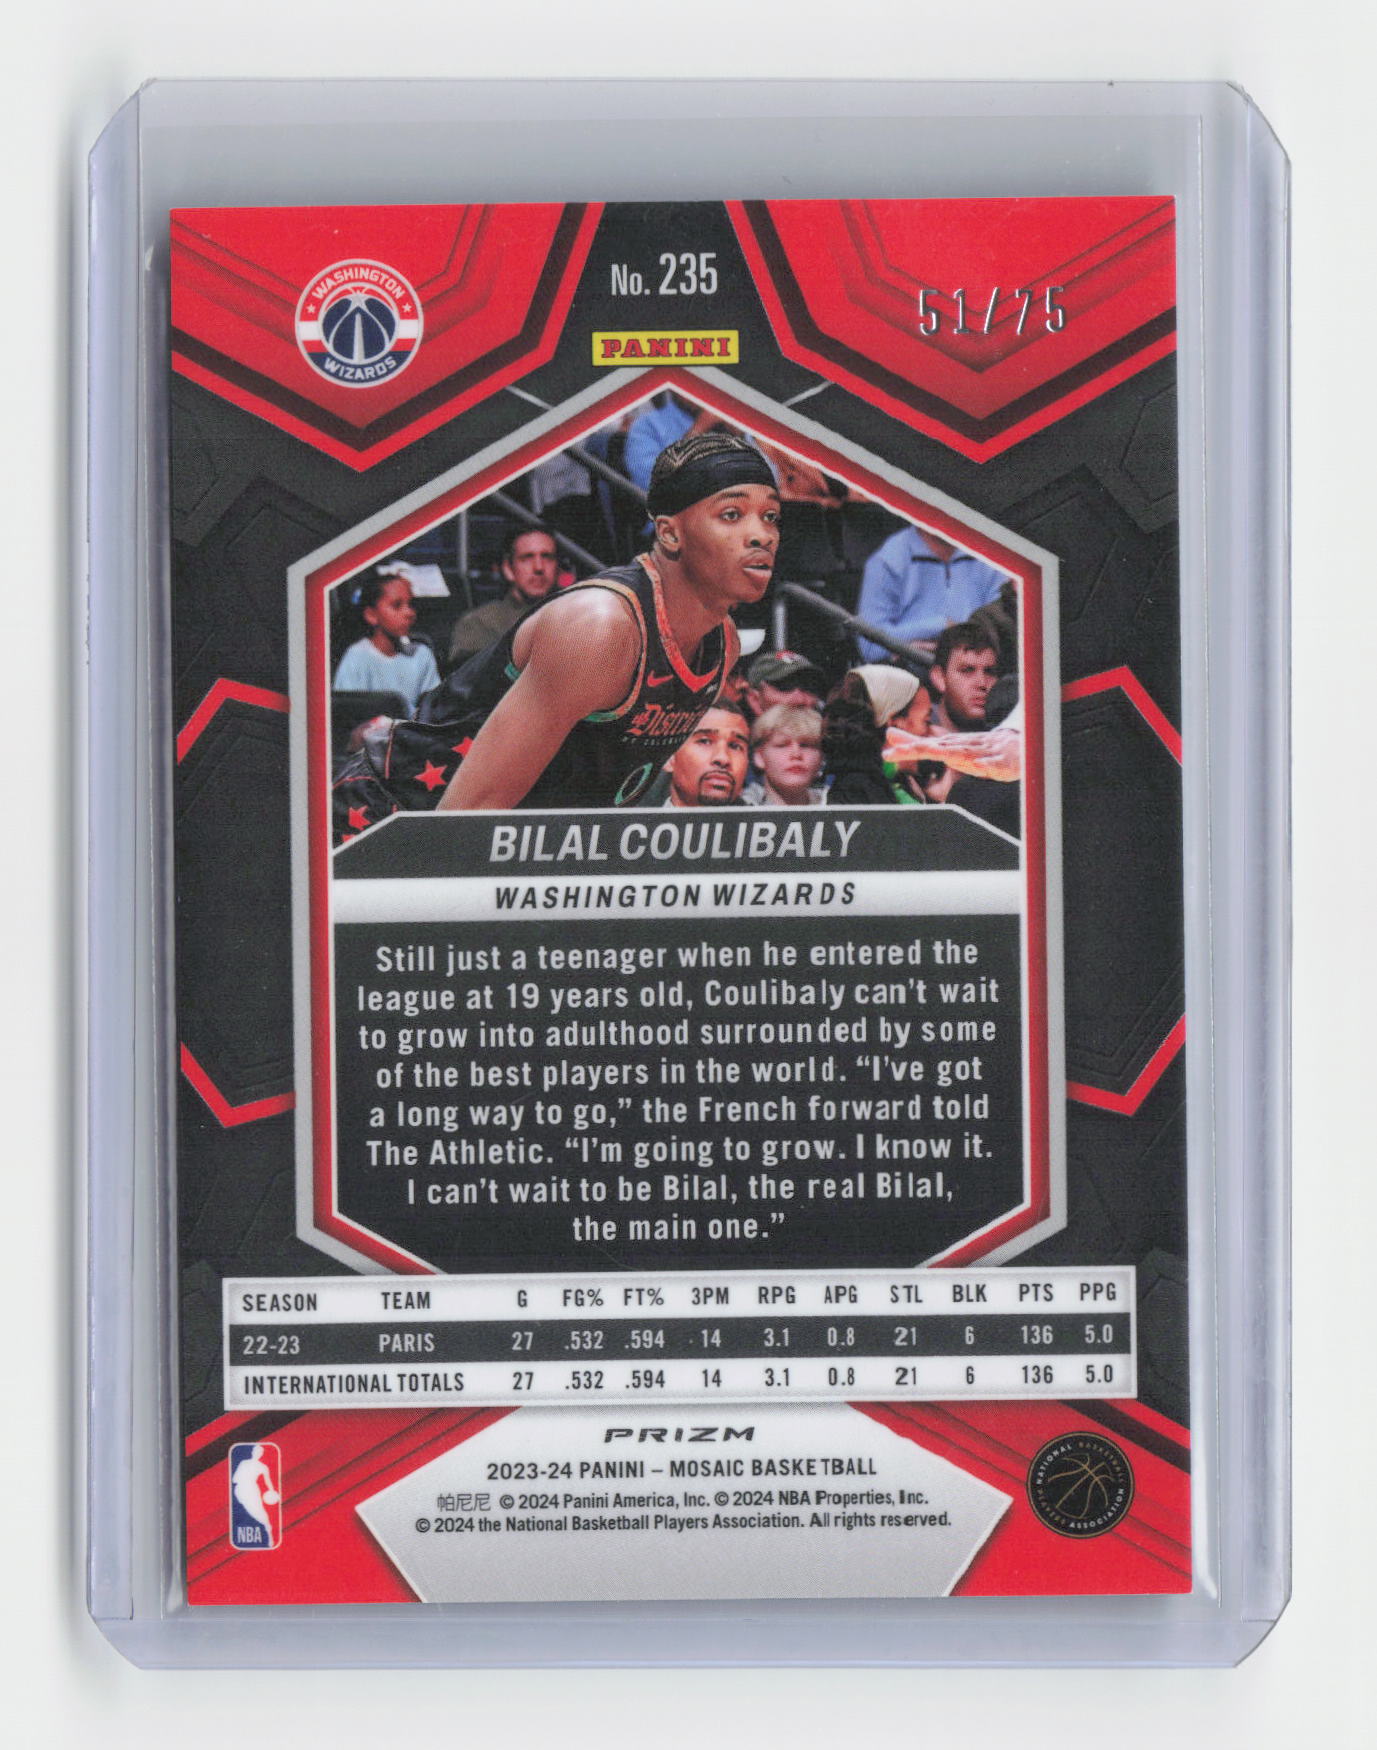 No. 235
51/75
WASHINGTON
WIZARDS
PANINI
District
BILAL COULIBALY
WASHINGTON WIZARDS
Still just a teenager when he entered the
league at 19 years old, Coulibaly can't wait
to grow into adulthood surrounded by some
of the best players in the world. “I've got
a long way to go,” the French forward told
The Athletic. “I'm going to grow. I know it.
I can't wait to be Bilal, the real Bilal,
the main one.”
SEASON TEAM G FG% FT% 3PM RPG APG STL BLK PTS PPG
22-23 PARIS 27 .532 .594 14 3.1 0.8 21 6 136 5.0
INTERNATIONAL TOTALS 27 .532 .594 14 3.1 0.8 21 6 136 5.0
PRIZM
2023-24 PANINI – MOSAIC BASKETBALL
帕尼尼 © 2024 Panini America, Inc. © 2024 NBA Properties, Inc.
© 2024 the National Basketball Players Association. All rights reserved.
NBA
NATIONAL BASKETBALL
PLAYERS ASSOCIATION